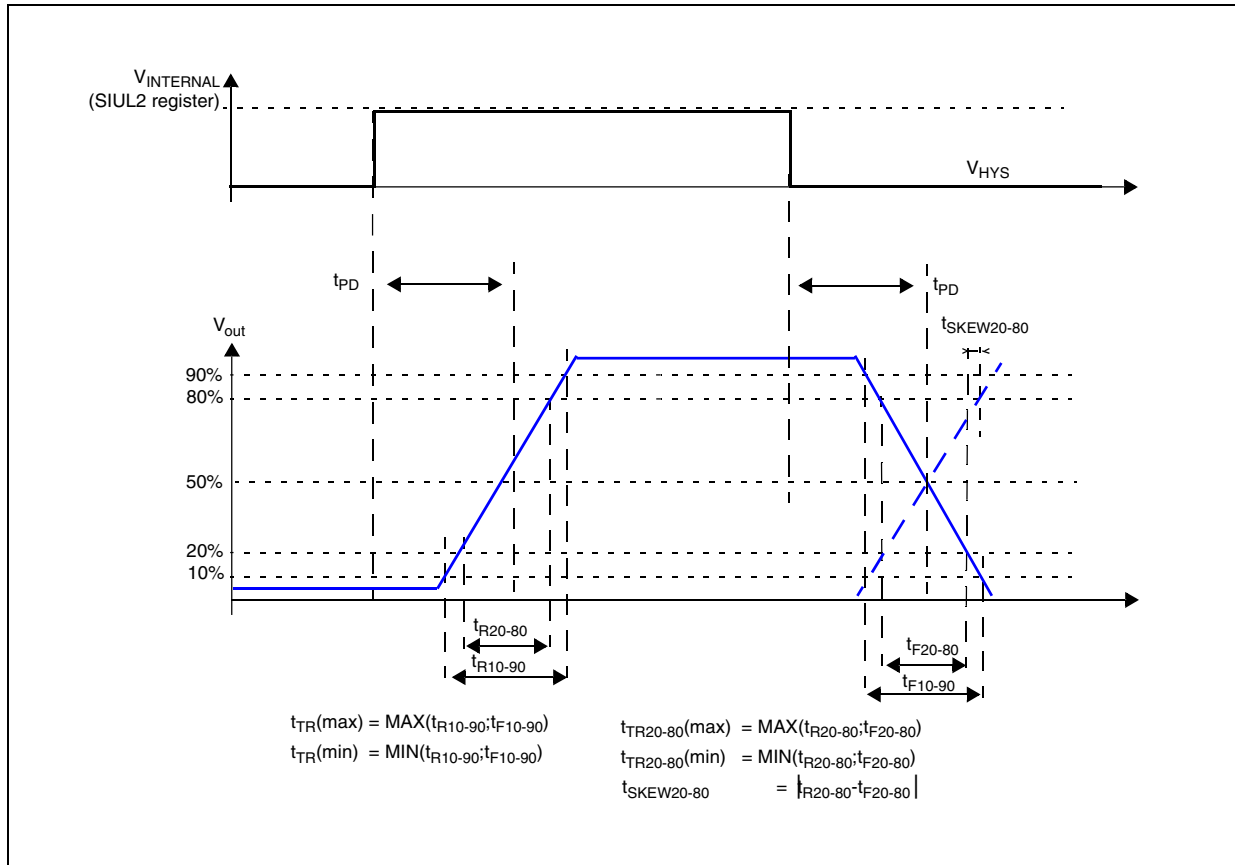 VINTERNAL
(SIUL2 register)
VHYS
tPD
tPD
tSKEW20-80
Vout
90%
80%
50%
20%
10%
tR20-80
tR10-90
tF20-80
tF10-90
tTR(max) = MAX(tR10-90;tF10-90)
tTR(min) = MIN(tR10-90;tF10-90)
tTR20-80(max) = MAX(tR20-80;tF20-80)
tTR20-80(min) = MIN(tR20-80;tF20-80)
tSKEW20-80 = |tR20-80-tF20-80|